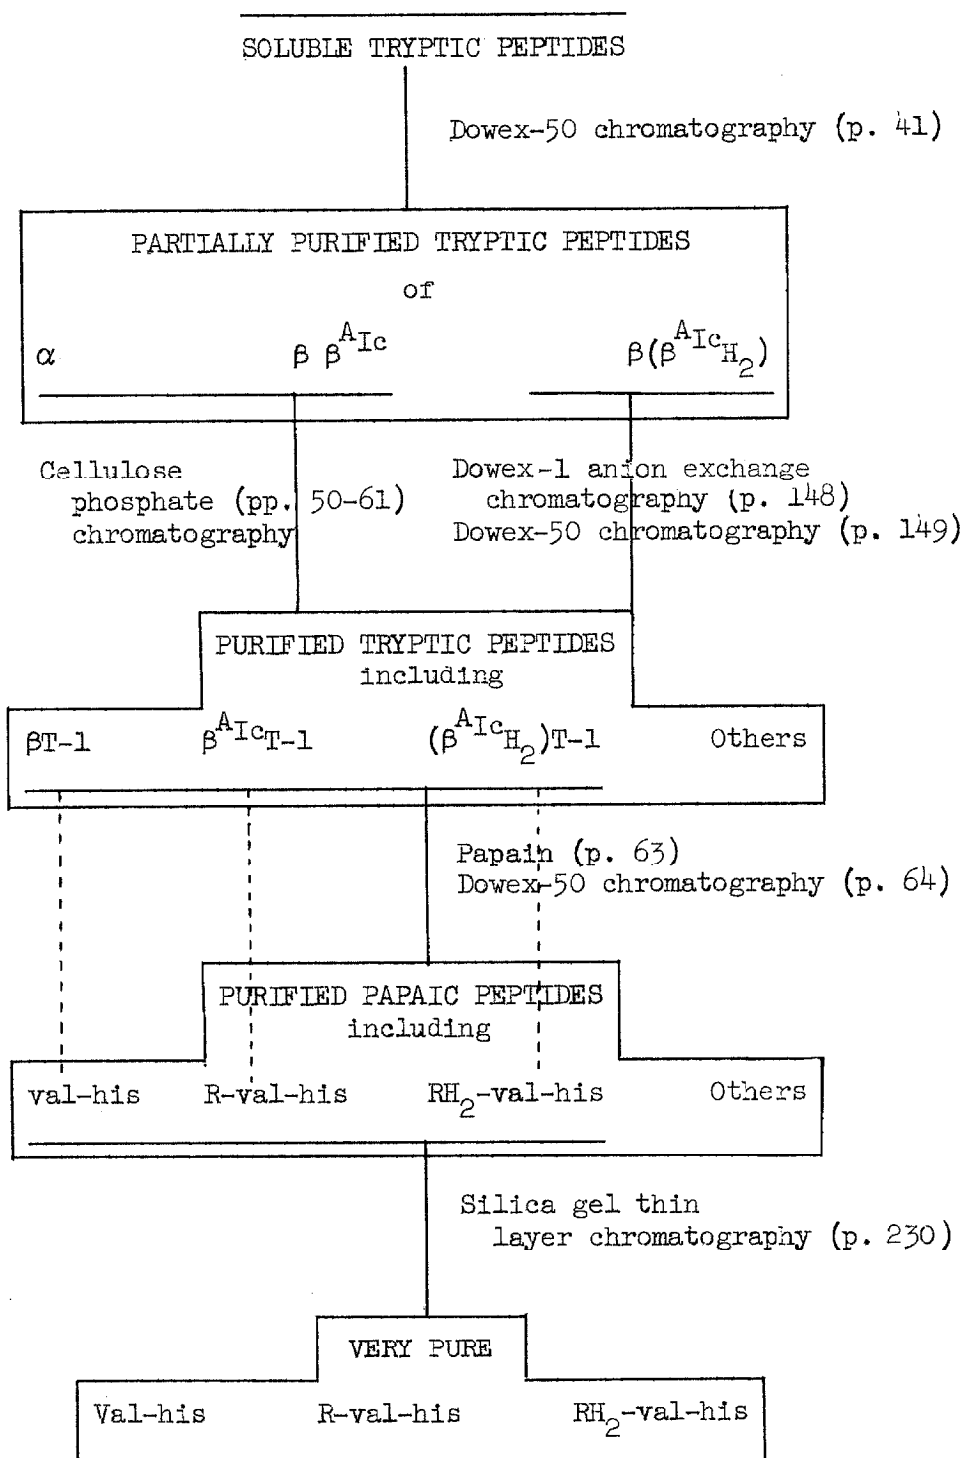 SOLUBLE TRYPTIC PEPTIDES
Dowex-50 chromatography (p. 41)
PARTIALLY PURIFIED TRYPTIC PEPTIDES
of
α β β^AIc β(β^AIcH₂)
Cellulose
phosphate (pp. 50-61)
chromatography
Dowex-1 anion exchange
chromatography (p. 148)
Dowex-50 chromatography (p. 149)
PURIFIED TRYPTIC PEPTIDES
including
βT-1 β^AIcT-1 (β^AIcH₂)T-1 Others
Papain (p. 63)
Dowex-50 chromatography (p. 64)
PURIFIED PAPAIC PEPTIDES
including
val-his R-val-his RH₂-val-his Others
Silica gel thin
layer chromatography (p. 230)
VERY PURE
Val-his R-val-his RH₂-val-his